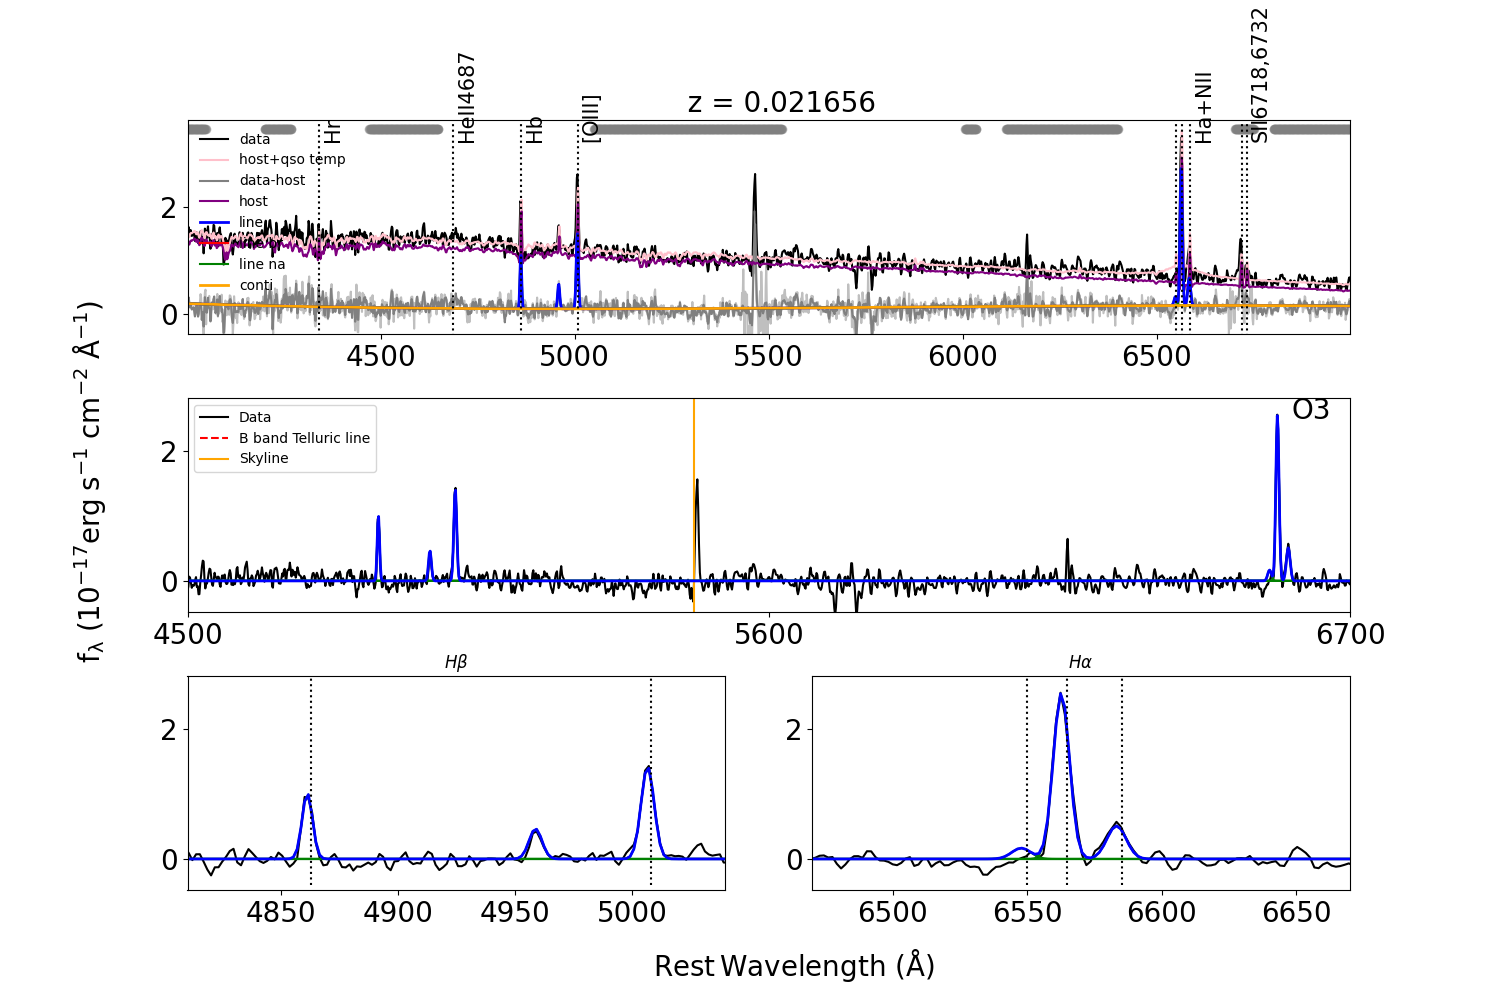 z = 0.021656
Hr
HeII4687
Hb
[OIII]
Ha+NII
SII6718,6732
data
host+qso temp
data-host
host
line
line na
conti
2
0
4500 5000 5500 6000 6500
Data
B band Telluric line
Skyline
O3
2
0
4500 5600 6700
fλ (10−17erg s−1 cm−2 Å−1)
Hβ
2
0
4850 4900 4950 5000
Hα
2
0
6500 6550 6600 6650
Rest Wavelength (Å)